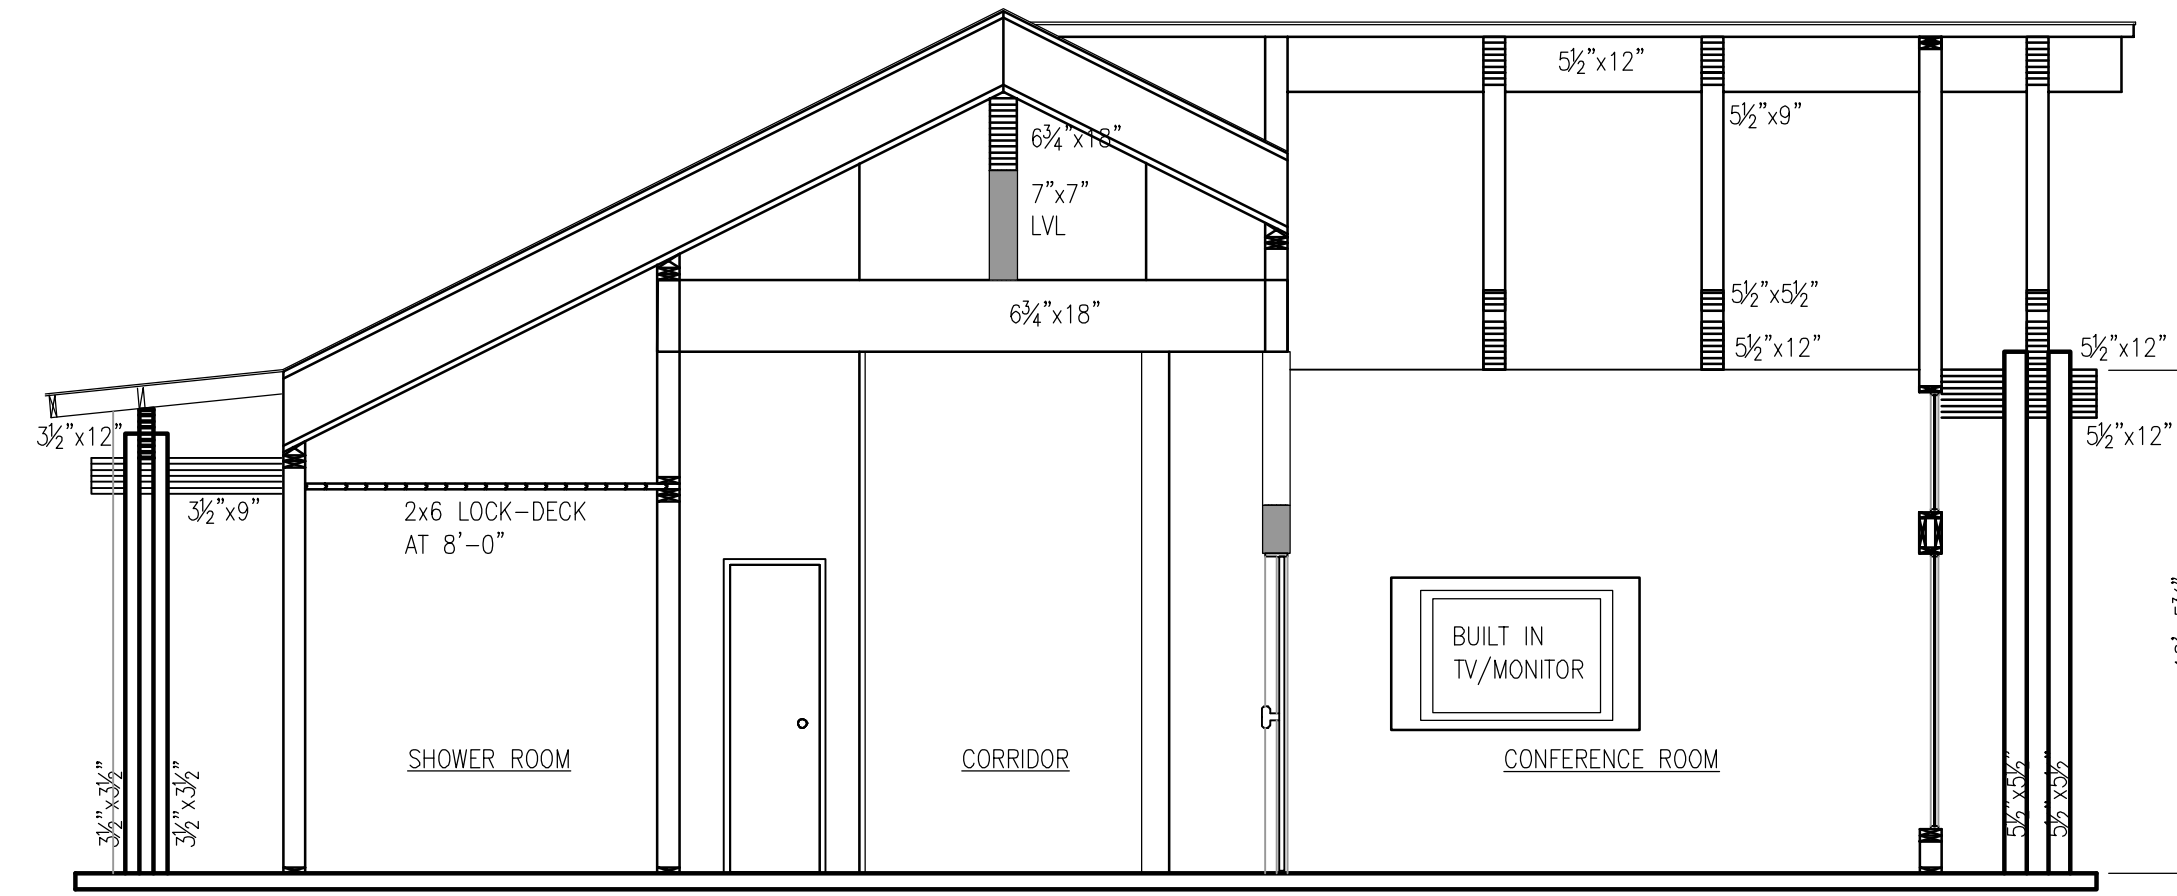 5½"x12"
5½"x9"
6¾"x18"
7"x7"
LVL
5½"x5½"
6¾"x18"
5½"x12"
5½"x12"
3½"x12"
5½"x12"
3½"x9"
2x6 LOCK-DECK
AT 8'-0"
BUILT IN
TV/MONITOR
SHOWER ROOM
CORRIDOR
CONFERENCE ROOM
3½"x3½"
3½"x3½"
5½"x5½"
5½"x5½"